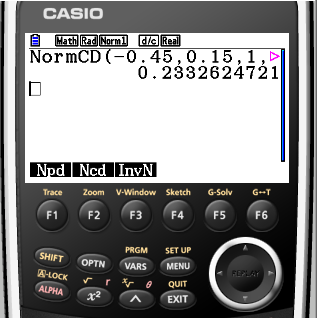 CASIO
Math Rad Norm1 d/c Real
NormCD(-0.45,0.15,1,
0.2332624721
Npd Ncd InvN
Trace Zoom V-Window Sketch G-Solv G↔T
F1 F2 F3 F4 F5 F6
PRGM SET UP
SHIFT OPTN VARS MENU
A-LOCK √ r ³√ θ QUIT
ALPHA x² ^ EXIT
REPLAY